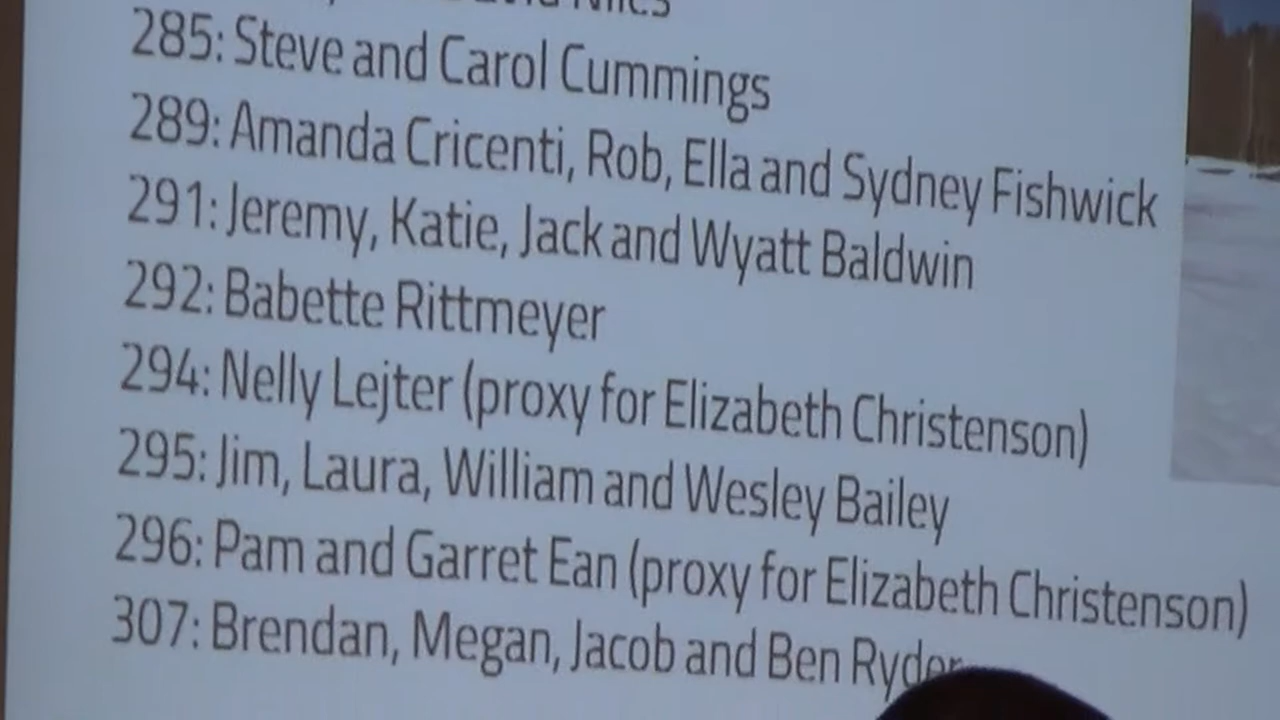 285: Steve and Carol Cummings
289: Amanda Cricenti, Rob, Ella and Sydney Fishwick
291: Jeremy, Katie, Jack and Wyatt Baldwin
292: Babette Rittmeyer
294: Nelly Lejter (proxy for Elizabeth Christenson)
295: Jim, Laura, William and Wesley Bailey
296: Pam and Garret Ean (proxy for Elizabeth Christenson)
307: Brendan, Megan, Jacob and Ben Ryder